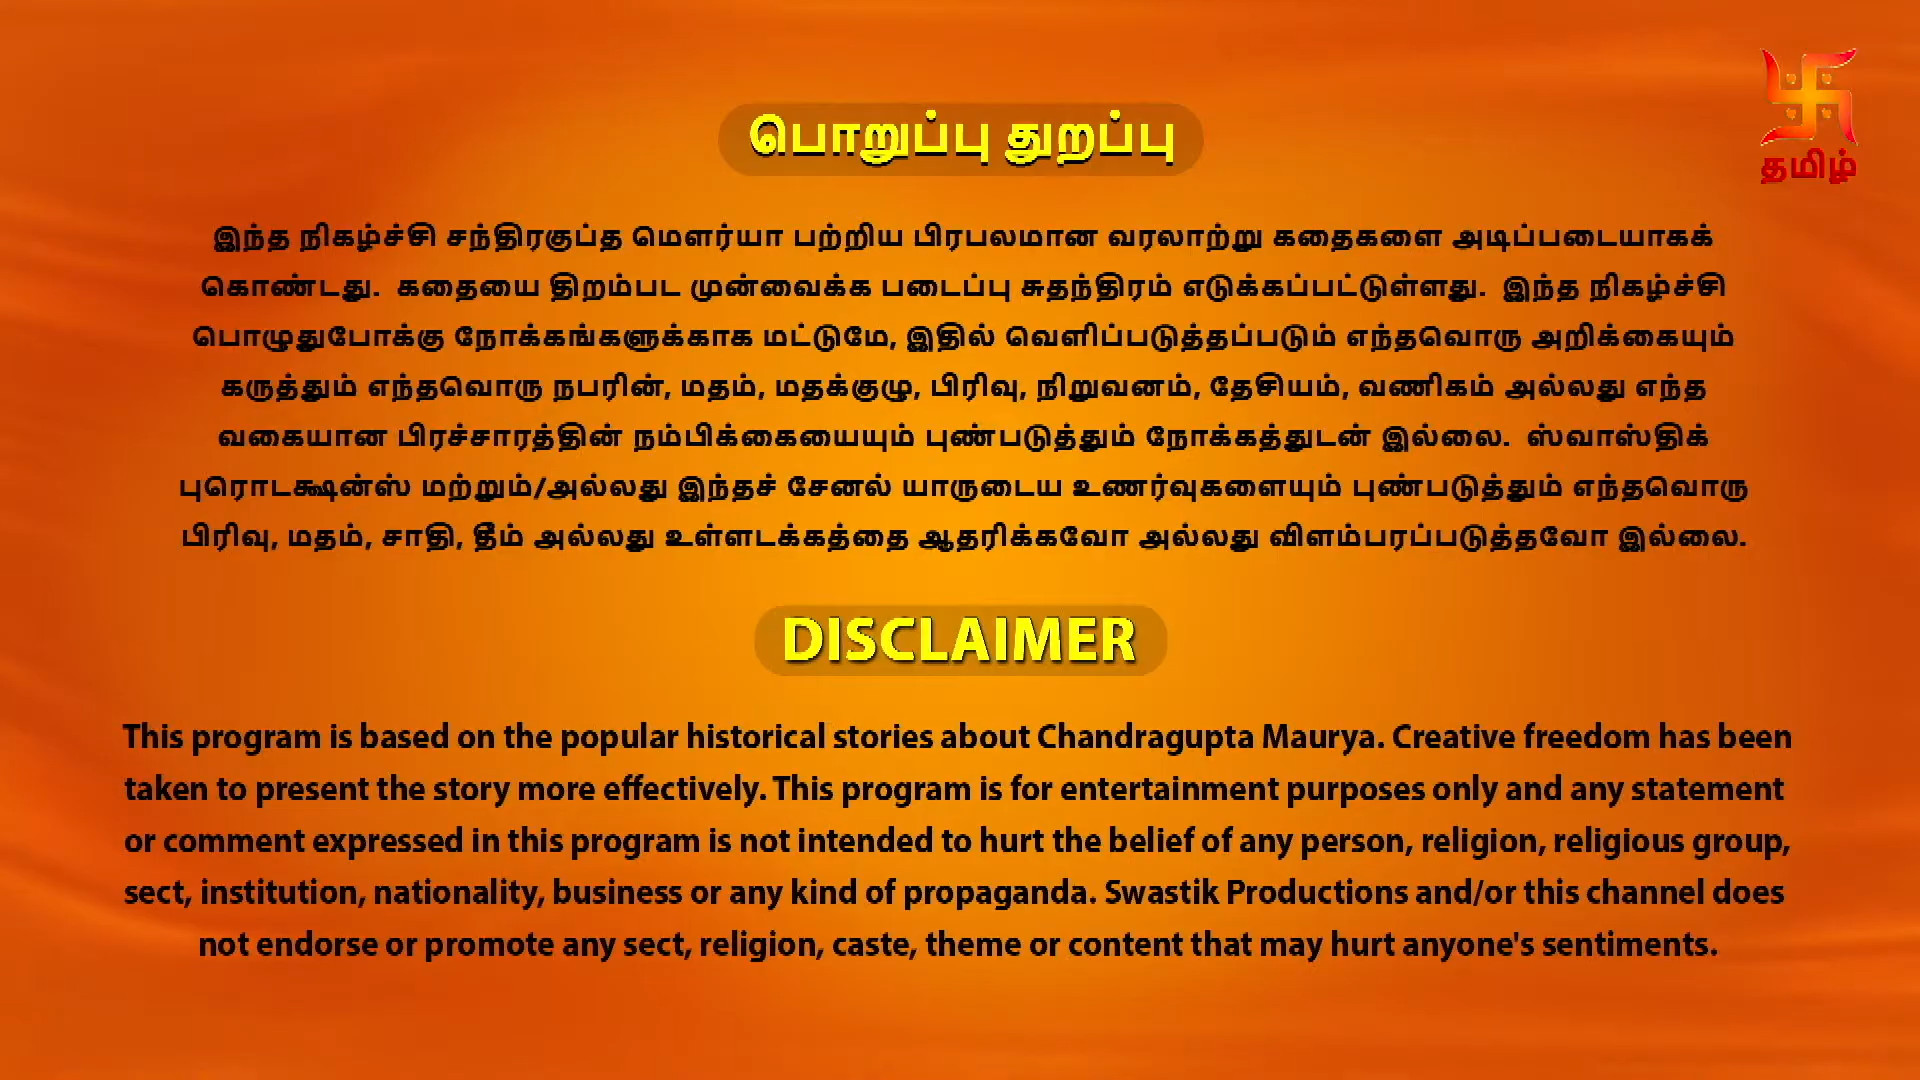 பொறுப்பு துறப்பு
தமிழ்
இந்த நிகழ்ச்சி சந்திரகுப்த மௌர்யா பற்றிய பிரபலமான வரலாற்று கதைகளை அடிப்படையாகக்
கொண்டது. கதையை திறம்பட முன்வைக்க படைப்பு சுதந்திரம் எடுக்கப்பட்டுள்ளது. இந்த நிகழ்ச்சி
பொழுதுபோக்கு நோக்கங்களுக்காக மட்டுமே, இதில் வெளிப்படுத்தப்படும் எந்தவொரு அறிக்கையும்
கருத்தும் எந்தவொரு நபரின், மதம், மதக்குழு, பிரிவு, நிறுவனம், தேசியம், வணிகம் அல்லது எந்த
வகையான பிரச்சாரத்தின் நம்பிக்கையையும் புண்படுத்தும் நோக்கத்துடன் இல்லை. ஸ்வாஸ்திக்
புரொடக்ஷன்ஸ் மற்றும்/அல்லது இந்தச் சேனல் யாருடைய உணர்வுகளையும் புண்படுத்தும் எந்தவொரு
பிரிவு, மதம், சாதி, தீம் அல்லது உள்ளடக்கத்தை ஆதரிக்கவோ அல்லது விளம்பரப்படுத்தவோ இல்லை.
DISCLAIMER
This program is based on the popular historical stories about Chandragupta Maurya. Creative freedom has been
taken to present the story more effectively. This program is for entertainment purposes only and any statement
or comment expressed in this program is not intended to hurt the belief of any person, religion, religious group,
sect, institution, nationality, business or any kind of propaganda. Swastik Productions and/or this channel does
not endorse or promote any sect, religion, caste, theme or content that may hurt anyone's sentiments.